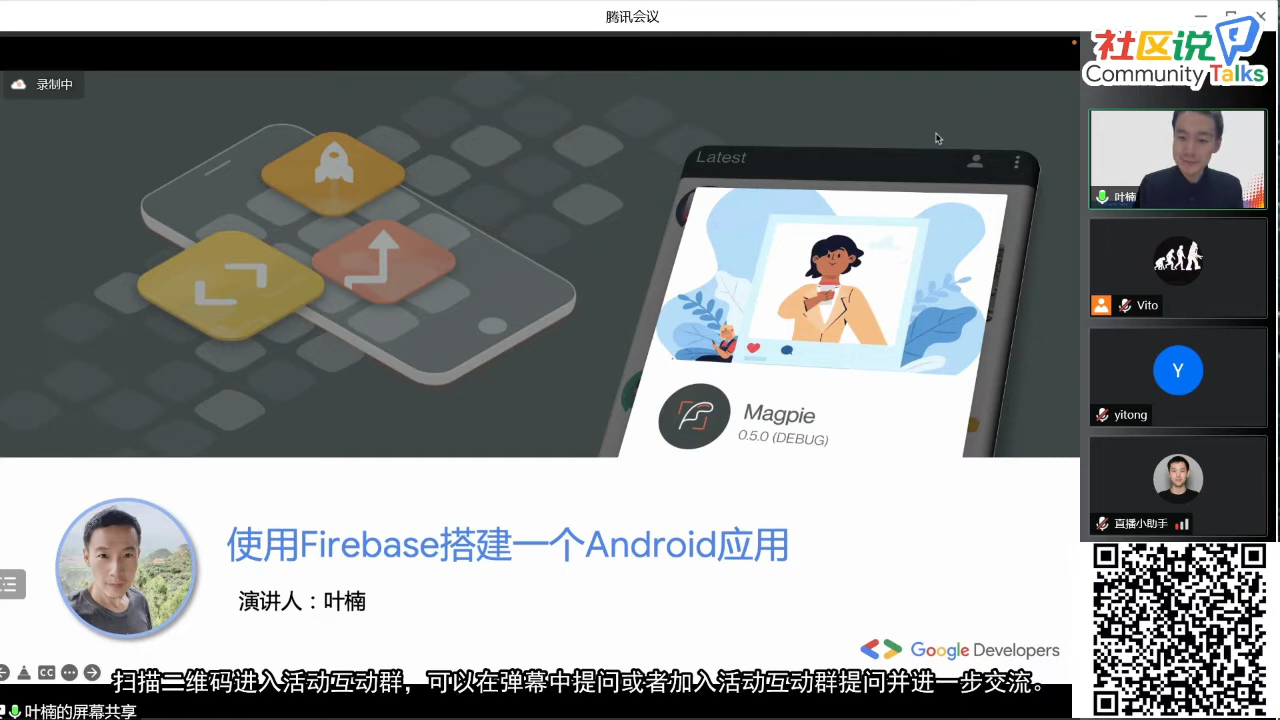 腾讯会议
社区说
Community Talks
录制中
Latest
叶楠
Magpie
0.5.0 (DEBUG)
Vito
Y
yitong
直播小助手
使用Firebase搭建一个Android应用
演讲人：叶楠
Google Developers
CC
扫描二维码进入活动互动群，可以在弹幕中提问或者加入活动互动群提问并进一步交流。
叶楠的屏幕共享